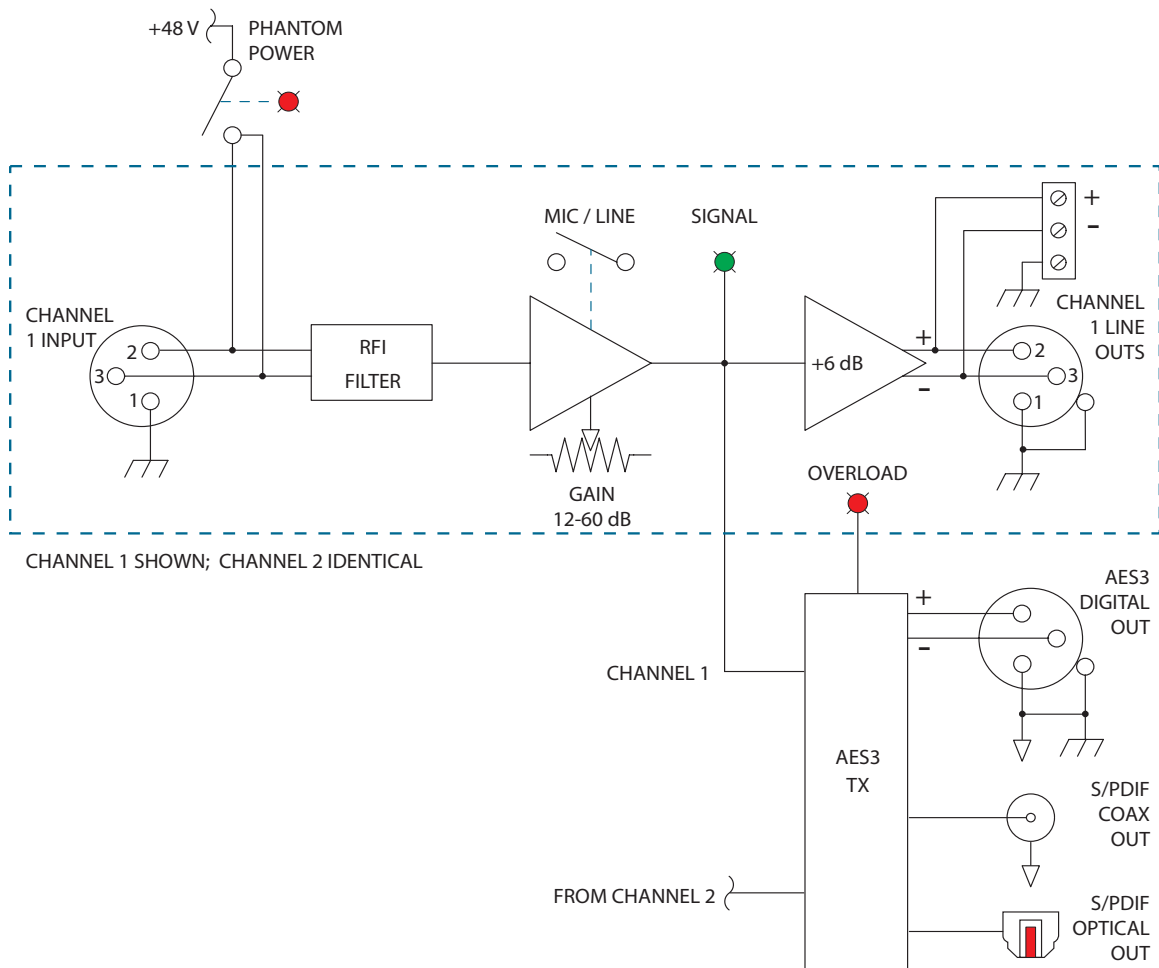 +48 V
PHANTOM
POWER
MIC / LINE
SIGNAL
+
-
CHANNEL
1 INPUT
2
3
1
RFI
FILTER
+6 dB
+
-
CHANNEL
1 LINE
OUTS
2
3
1
GAIN
12-60 dB
OVERLOAD
CHANNEL 1 SHOWN; CHANNEL 2 IDENTICAL
+
-
AES3
DIGITAL
OUT
CHANNEL 1
AES3
TX
S/PDIF
COAX
OUT
FROM CHANNEL 2
S/PDIF
OPTICAL
OUT